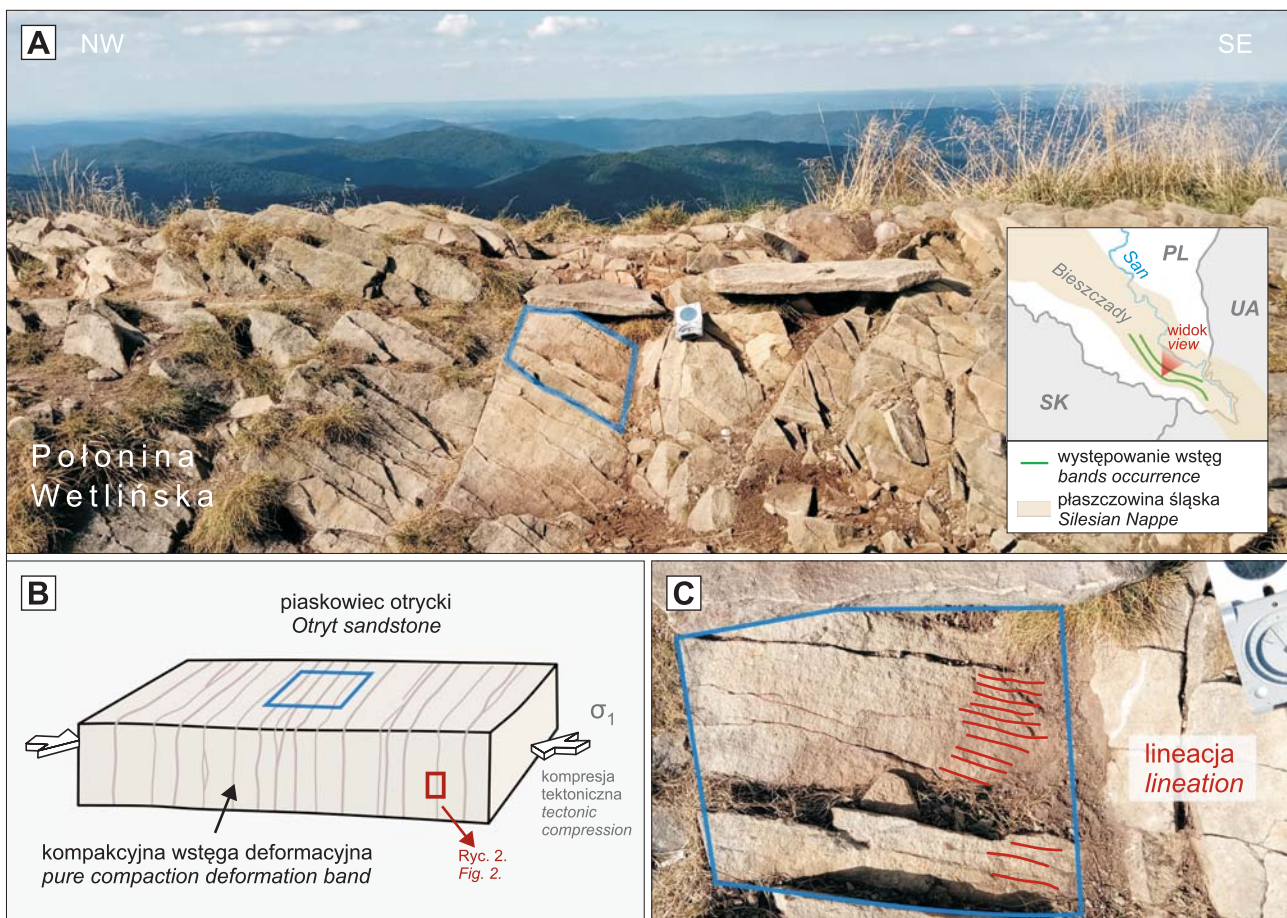 A
NW
SE
Połonina
Wetlińska
PL
San
Bieszczady
UA
widok
view
SK
występowanie wstęg
bands occurrence
płaszczowina śląska
Silesian Nappe
B
piaskowiec otrycki
Otryt sandstone
σ1
kompresja
tektoniczna
tectonic
compression
kompakcyjna wstęga deformacyjna
pure compaction deformation band
Ryc. 2.
Fig. 2.
C
lineacja
lineation